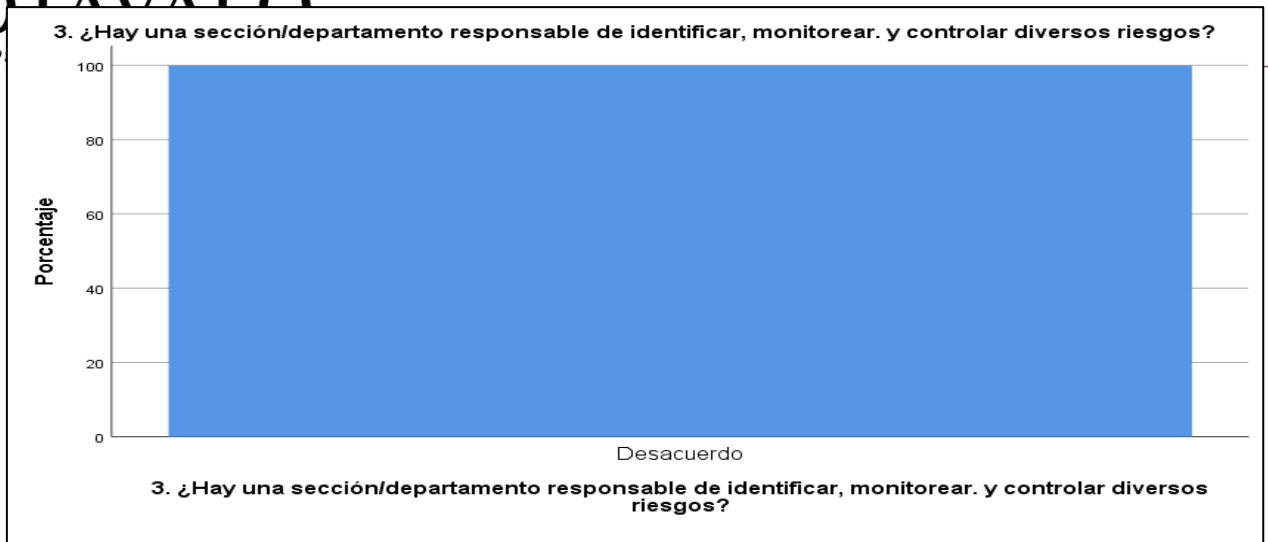 3. ¿Hay una sección/departamento responsable de identificar, monitorear. y controlar diversos riesgos?
100
80
60
40
20
0
Porcentaje
Desacuerdo
3. ¿Hay una sección/departamento responsable de identificar, monitorear. y controlar diversos
riesgos?